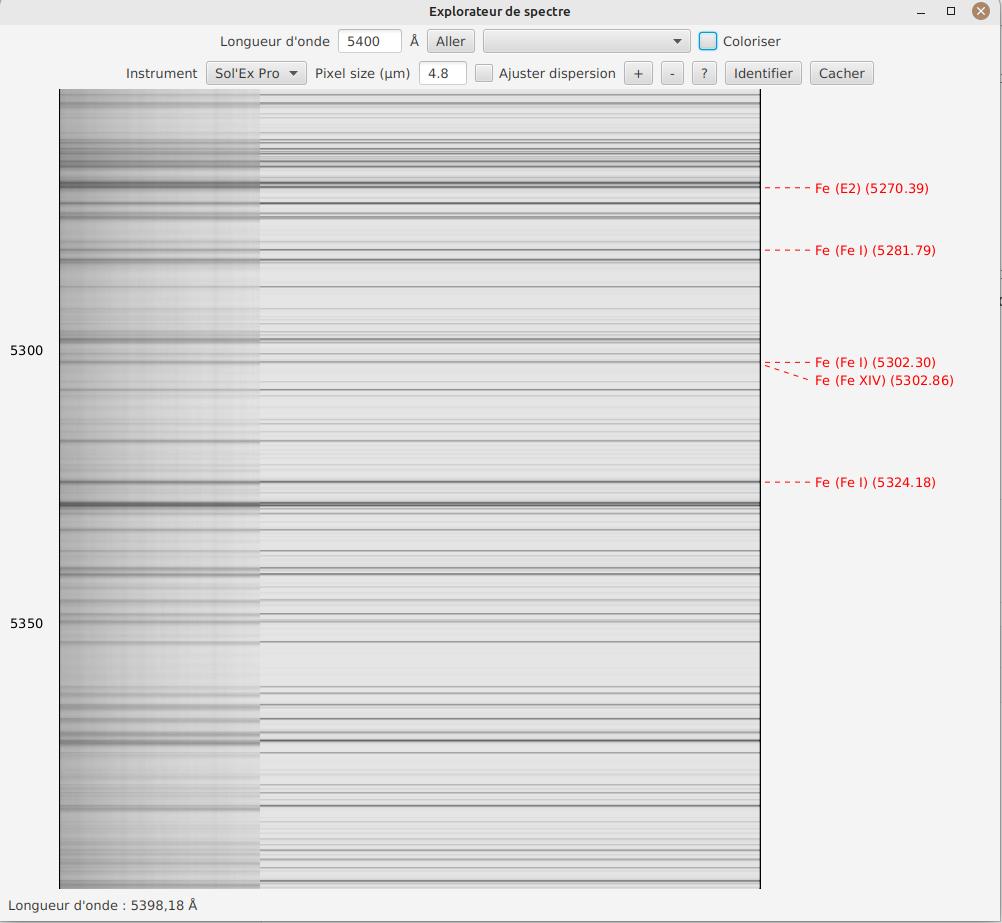 Explorateur de spectre
Longueur d'onde 5400 Å Aller Coloriser
Instrument Sol'Ex Pro Pixel size (µm) 4.8 Ajuster dispersion + - ? Identifier Cacher
Fe (E2) (5270.39)
Fe (Fe I) (5281.79)
5300
Fe (Fe I) (5302.30)
Fe (Fe XIV) (5302.86)
Fe (Fe I) (5324.18)
5350
Longueur d'onde : 5398,18 Å